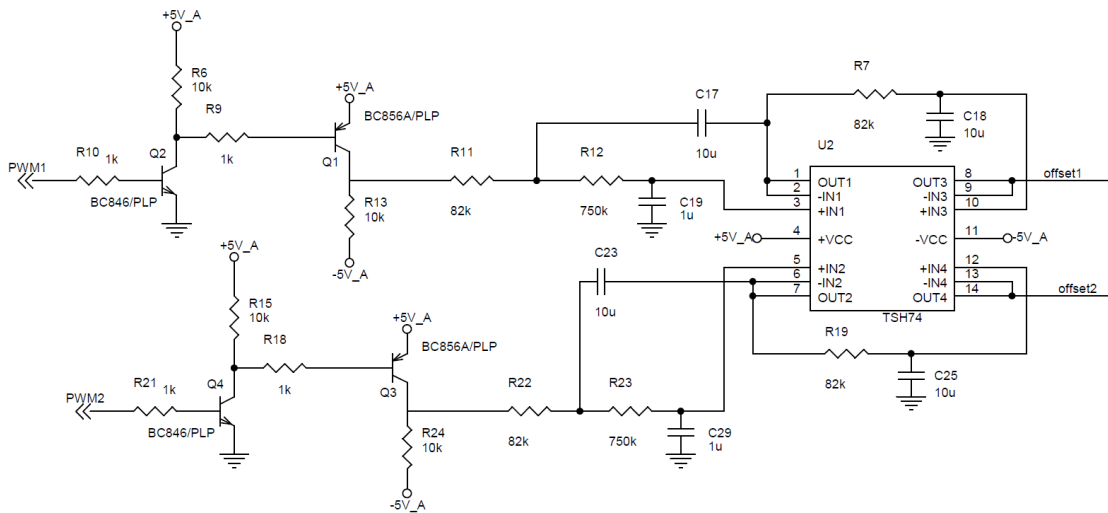 +5V_A
R6
10k
R9
1k
+5V_A
BC856A/PLP
Q1
PWM1
R10
1k
Q2
BC846/PLP
R13
10k
-5V_A
R11
82k
R12
750k
C19
1u
C17
10u
R7
82k
C18
10u
U2
1
OUT1
OUT3
8
offset1
2
-IN1
-IN3
9
3
+IN1
+IN3
10
+5V_A
4
+VCC
-VCC
11
-5V_A
5
+IN2
+IN4
12
6
-IN2
-IN4
13
7
OUT2
OUT4
14
offset2
TSH74
R19
82k
C25
10u
C23
10u
+5V_A
R15
10k
R18
1k
+5V_A
BC856A/PLP
Q3
PWM2
R21
1k
Q4
BC846/PLP
R24
10k
-5V_A
R22
82k
R23
750k
C29
1u